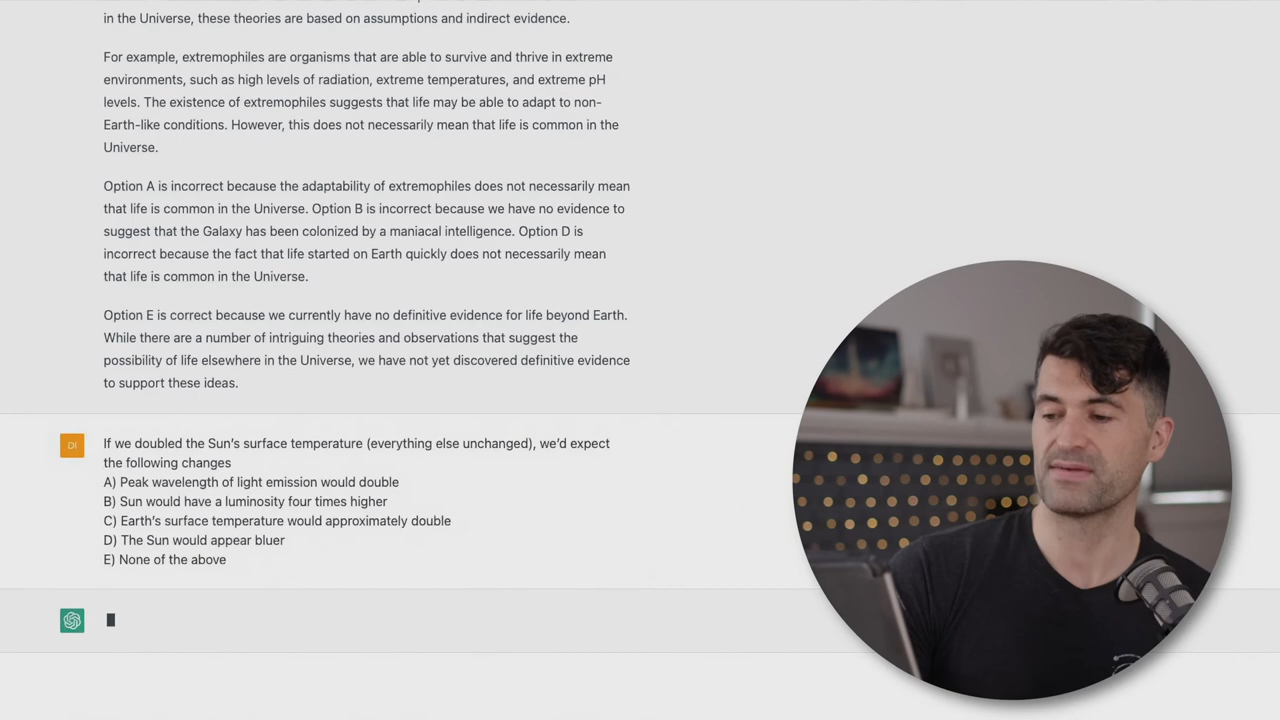 in the Universe, these theories are based on assumptions and indirect evidence.
For example, extremophiles are organisms that are able to survive and thrive in extreme
environments, such as high levels of radiation, extreme temperatures, and extreme pH
levels. The existence of extremophiles suggests that life may be able to adapt to non-
Earth-like conditions. However, this does not necessarily mean that life is common in the
Universe.
Option A is incorrect because the adaptability of extremophiles does not necessarily mean
that life is common in the Universe. Option B is incorrect because we have no evidence to
suggest that the Galaxy has been colonized by a maniacal intelligence. Option D is
incorrect because the fact that life started on Earth quickly does not necessarily mean
that life is common in the Universe.
Option E is correct because we currently have no definitive evidence for life beyond Earth.
While there are a number of intriguing theories and observations that suggest the
possibility of life elsewhere in the Universe, we have not yet discovered definitive evidence
to support these ideas.
DI
If we doubled the Sun’s surface temperature (everything else unchanged), we’d expect
the following changes
A) Peak wavelength of light emission would double
B) Sun would have a luminosity four times higher
C) Earth’s surface temperature would approximately double
D) The Sun would appear bluer
E) None of the above